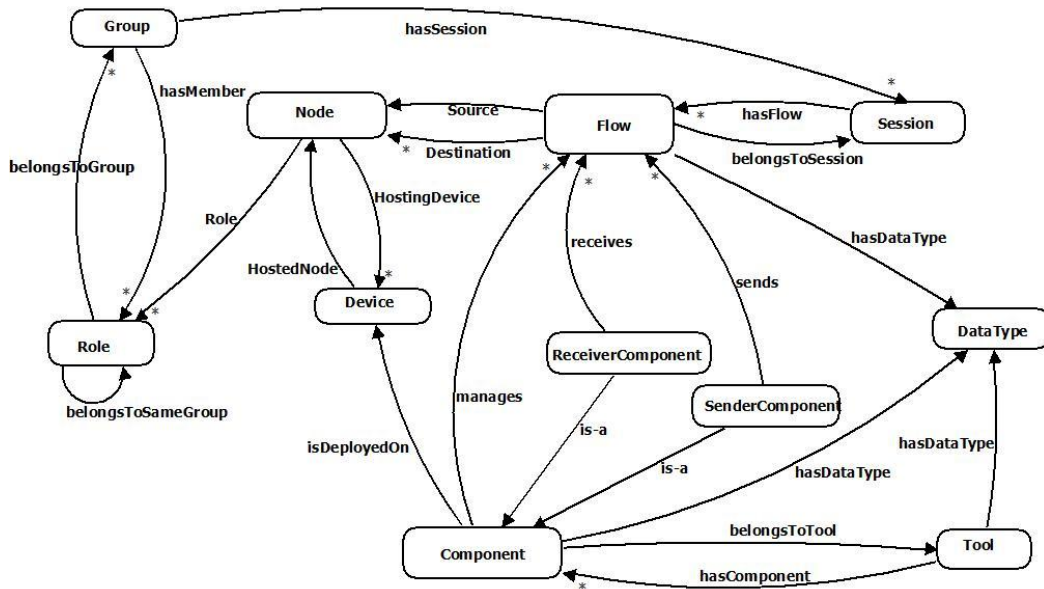 Group
hasSession
*
*
hasMember
Node
Source
Flow
*
hasFlow
Session
*
Destination
belongsToSession
*
*
*
belongsToGroup
HostingDevice
Role
receives
hasDataType
HostedNode
*
sends
*
*
Device
Role
ReceiverComponent
DataType
belongsToSameGroup
manages
SenderComponent
is-a
isDeployedOn
hasDataType
is-a
hasDataType
belongsToTool
Component
Tool
hasComponent
*